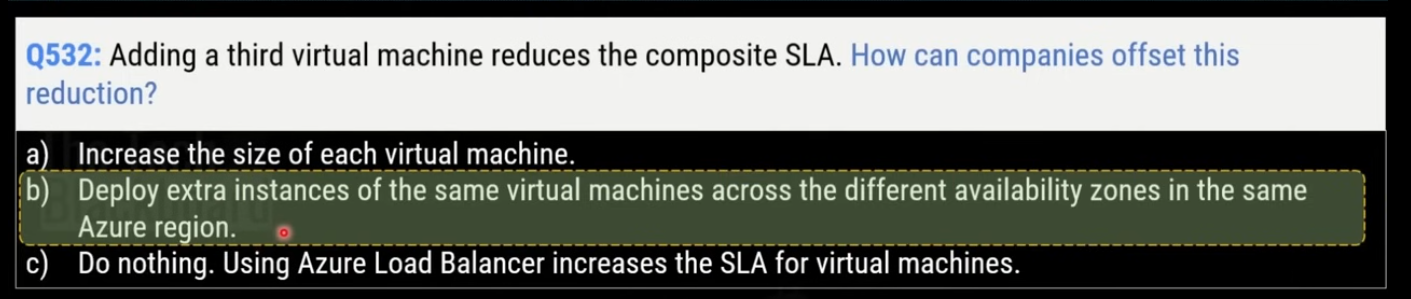 Q532: Adding a third virtual machine reduces the composite SLA. How can companies offset this
reduction?
a) Increase the size of each virtual machine.
b) Deploy extra instances of the same virtual machines across the different availability zones in the same
Azure region.
c) Do nothing. Using Azure Load Balancer increases the SLA for virtual machines.